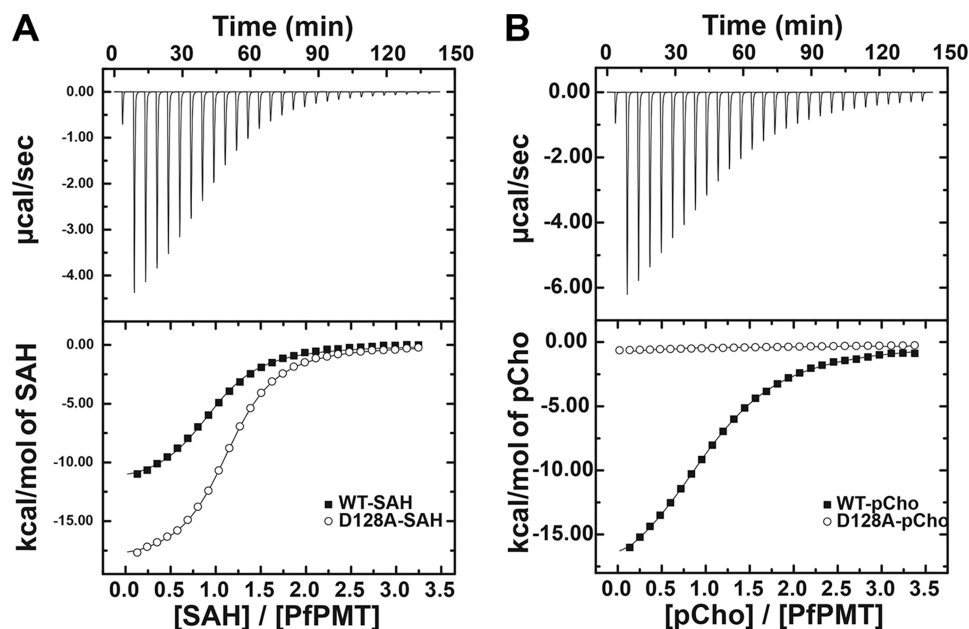 A
Time (min)
0 30 60 90 120 150
0.00
-1.00
-2.00
-3.00
-4.00
µcal/sec
0.00
-5.00
-10.00
-15.00
kcal/mol of SAH
WT-SAH
D128A-SAH
0.0 0.5 1.0 1.5 2.0 2.5 3.0 3.5
[SAH] / [PfPMT]
B
Time (min)
0 30 60 90 120 150
0.00
-2.00
-4.00
-6.00
µcal/sec
0.00
-5.00
-10.00
-15.00
kcal/mol of pCho
WT-pCho
D128A-pCho
0.0 0.5 1.0 1.5 2.0 2.5 3.0 3.5
[pCho] / [PfPMT]